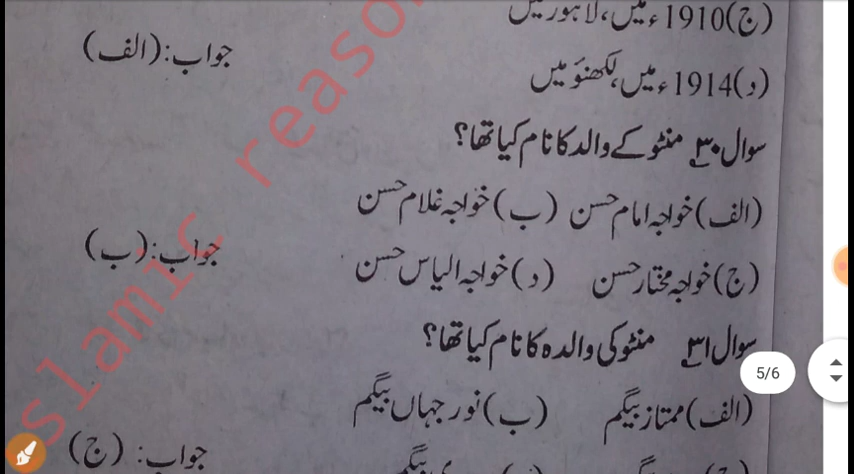 (ج) 1910ء میں، لاہور میں
(د) 1914ء میں، لکھنؤ میں جواب: (الف)
سوال ۳۰ منٹو کے والد کا نام کیا تھا؟
(الف) خواجہ امام حسن (ب) خواجہ غلام حسن
(ج) خواجہ مختار حسن (د) خواجہ الیاس حسن جواب: (ب)
سوال ۳۱ منٹو کی والدہ کا نام کیا تھا؟
(الف) ممتاز بیگم (ب) نور جہاں بیگم
جواب: (ج)
slamic reaso
5/6